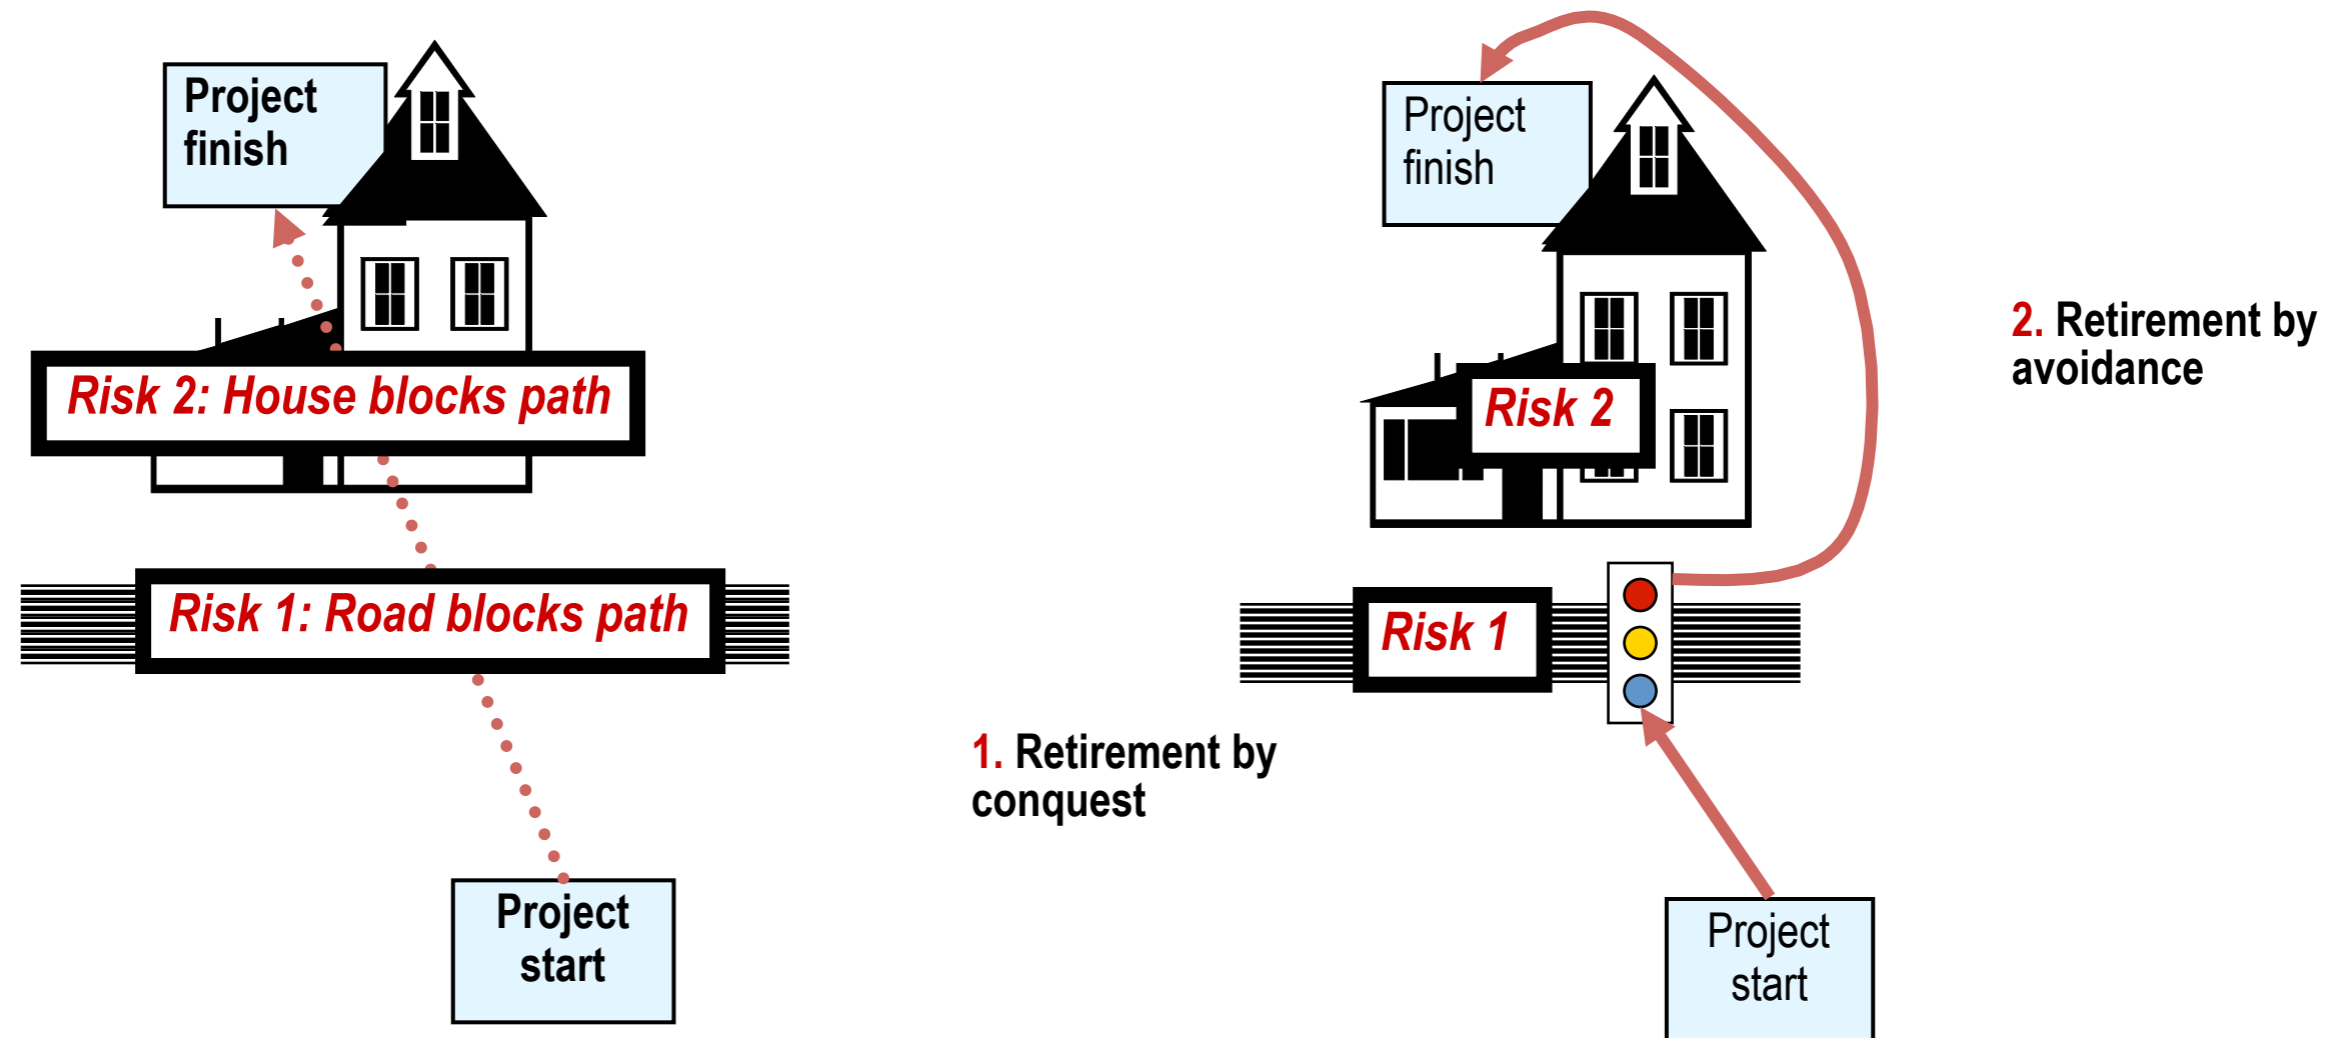 Project
finish
Risk 2: House blocks path
Risk 1: Road blocks path
Project
start
1. Retirement by
conquest
Project
finish
Risk 2
Risk 1
Project
start
2. Retirement by
avoidance